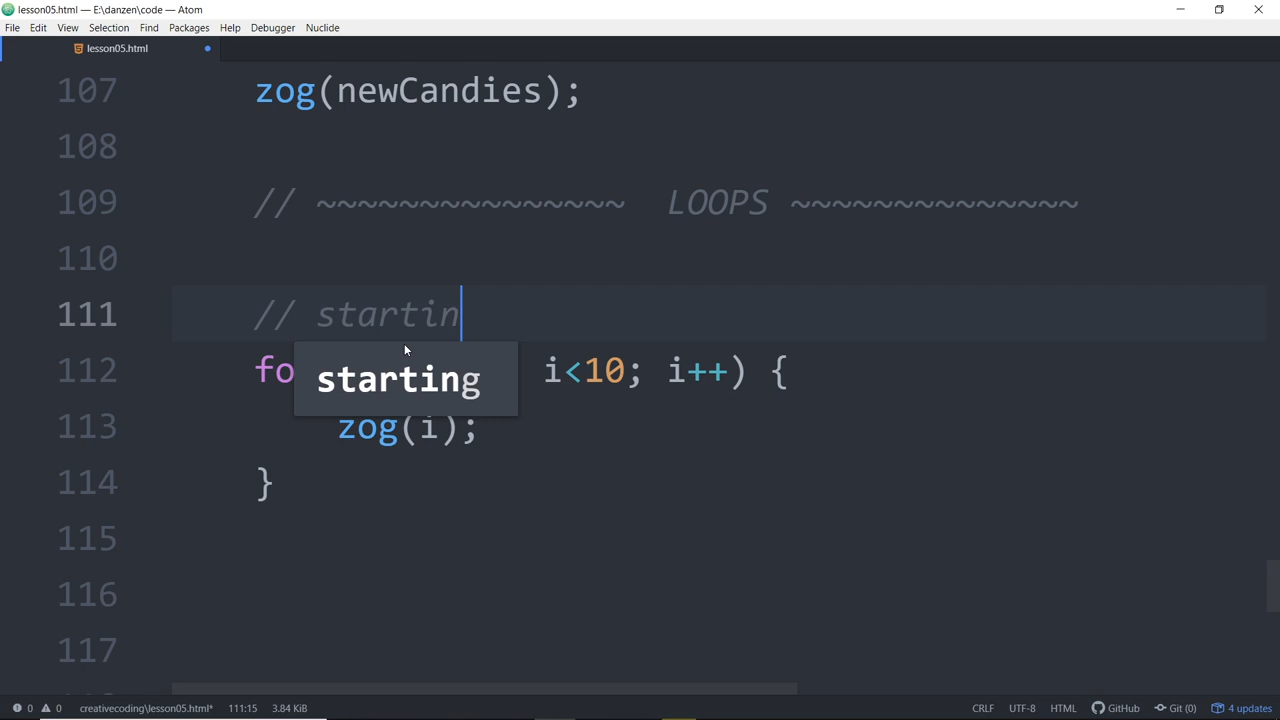 lesson05.html — E:\danzen\code — Atom
File Edit View Selection Find Packages Help Debugger Nuclide
lesson05.html
107 zog(newCandies);
108
109 // ~~~~~~~~~~~~~~~ LOOPS ~~~~~~~~~~~~~~
110
111 // startin
112 fo i<10; i++) {
starting
113 zog(i);
114 }
115
116
117
0 0 creativecoding\lesson05.html* 111:15 3.84 KiB CRLF UTF-8 HTML GitHub Git (0) 4 updates